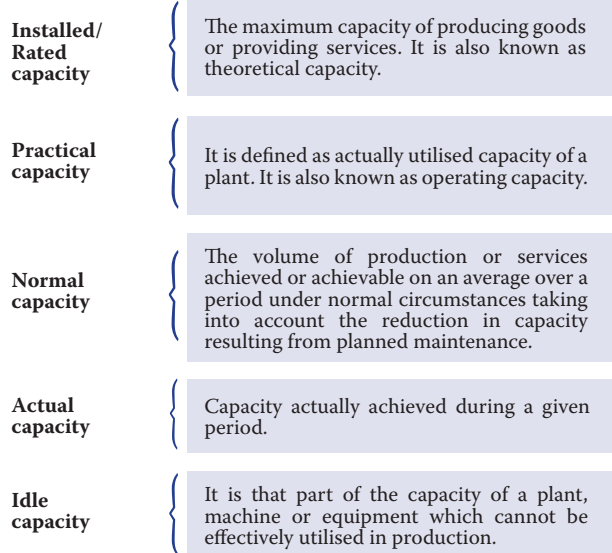 Installed/
Rated
capacity
The maximum capacity of producing goods
or providing services. It is also known as
theoretical capacity.
Practical
capacity
It is defined as actually utilised capacity of a
plant. It is also known as operating capacity.
Normal
capacity
The volume of production or services
achieved or achievable on an average over a
period under normal circumstances taking
into account the reduction in capacity
resulting from planned maintenance.
Actual
capacity
Capacity actually achieved during a given
period.
Idle
capacity
It is that part of the capacity of a plant,
machine or equipment which cannot be
effectively utilised in production.